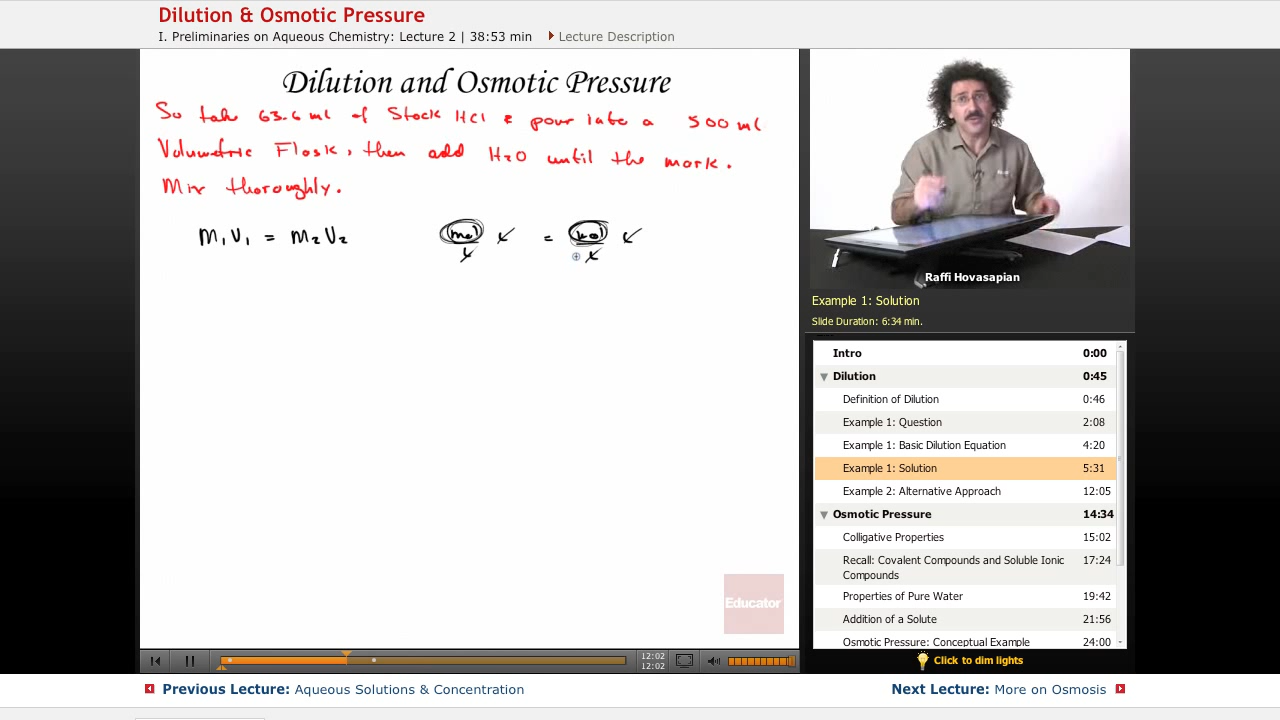 Dilution & Osmotic Pressure
I. Preliminaries on Aqueous Chemistry: Lecture 2 | 38:53 min
Lecture Description
Dilution and Osmotic Pressure
So take 63.6 ml of Stock HCl & pour into a 500 ml
Volumetric Flask, then add H2O until the mark.
Mix thoroughly.
M1V1 = M2V2
mol = mol
L L
Educator
Raffi Hovasapian
Example 1: Solution
Slide Duration: 6:34 min.
Intro 0:00
Dilution 0:45
Definition of Dilution 0:46
Example 1: Question 2:08
Example 1: Basic Dilution Equation 4:20
Example 1: Solution 5:31
Example 2: Alternative Approach 12:05
Osmotic Pressure 14:34
Colligative Properties 15:02
Recall: Covalent Compounds and Soluble Ionic 17:24
Compounds
Properties of Pure Water 19:42
Addition of a Solute 21:56
Osmotic Pressure: Conceptual Example 24:00
12:02
12:02
Click to dim lights
Previous Lecture: Aqueous Solutions & Concentration
Next Lecture: More on Osmosis